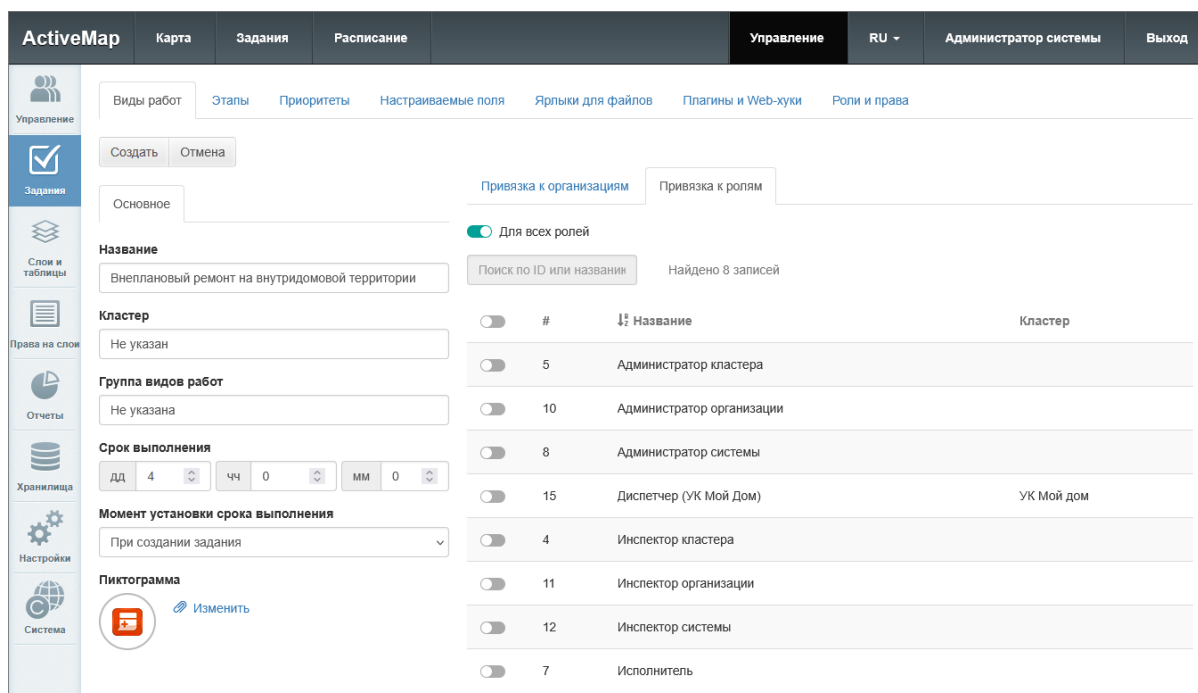 ActiveMap Карта Задания Расписание Управление RU Администратор системы Выход
Управление
Задания
Слои и
таблицы
Права на слои
Отчеты
Хранилища
Настройки
Система
Виды работ Этапы Приоритеты Настраиваемые поля Ярлыки для файлов Плагины и Web-хуки Роли и права
Создать Отмена
Основное
Название
Внеплановый ремонт на внутридомовой территории
Кластер
Не указан
Группа видов работ
Не указана
Срок выполнения
дд 4 чч 0 мм 0
Момент установки срока выполнения
При создании задания
Пиктограмма
Изменить
Привязка к организациям Привязка к ролям
Для всех ролей
Поиск по ID или названию Найдено 8 записей
# Название Кластер
5 Администратор кластера
10 Администратор организации
8 Администратор системы
15 Диспетчер (УК Мой Дом) УК Мой дом
4 Инспектор кластера
11 Инспектор организации
12 Инспектор системы
7 Исполнитель